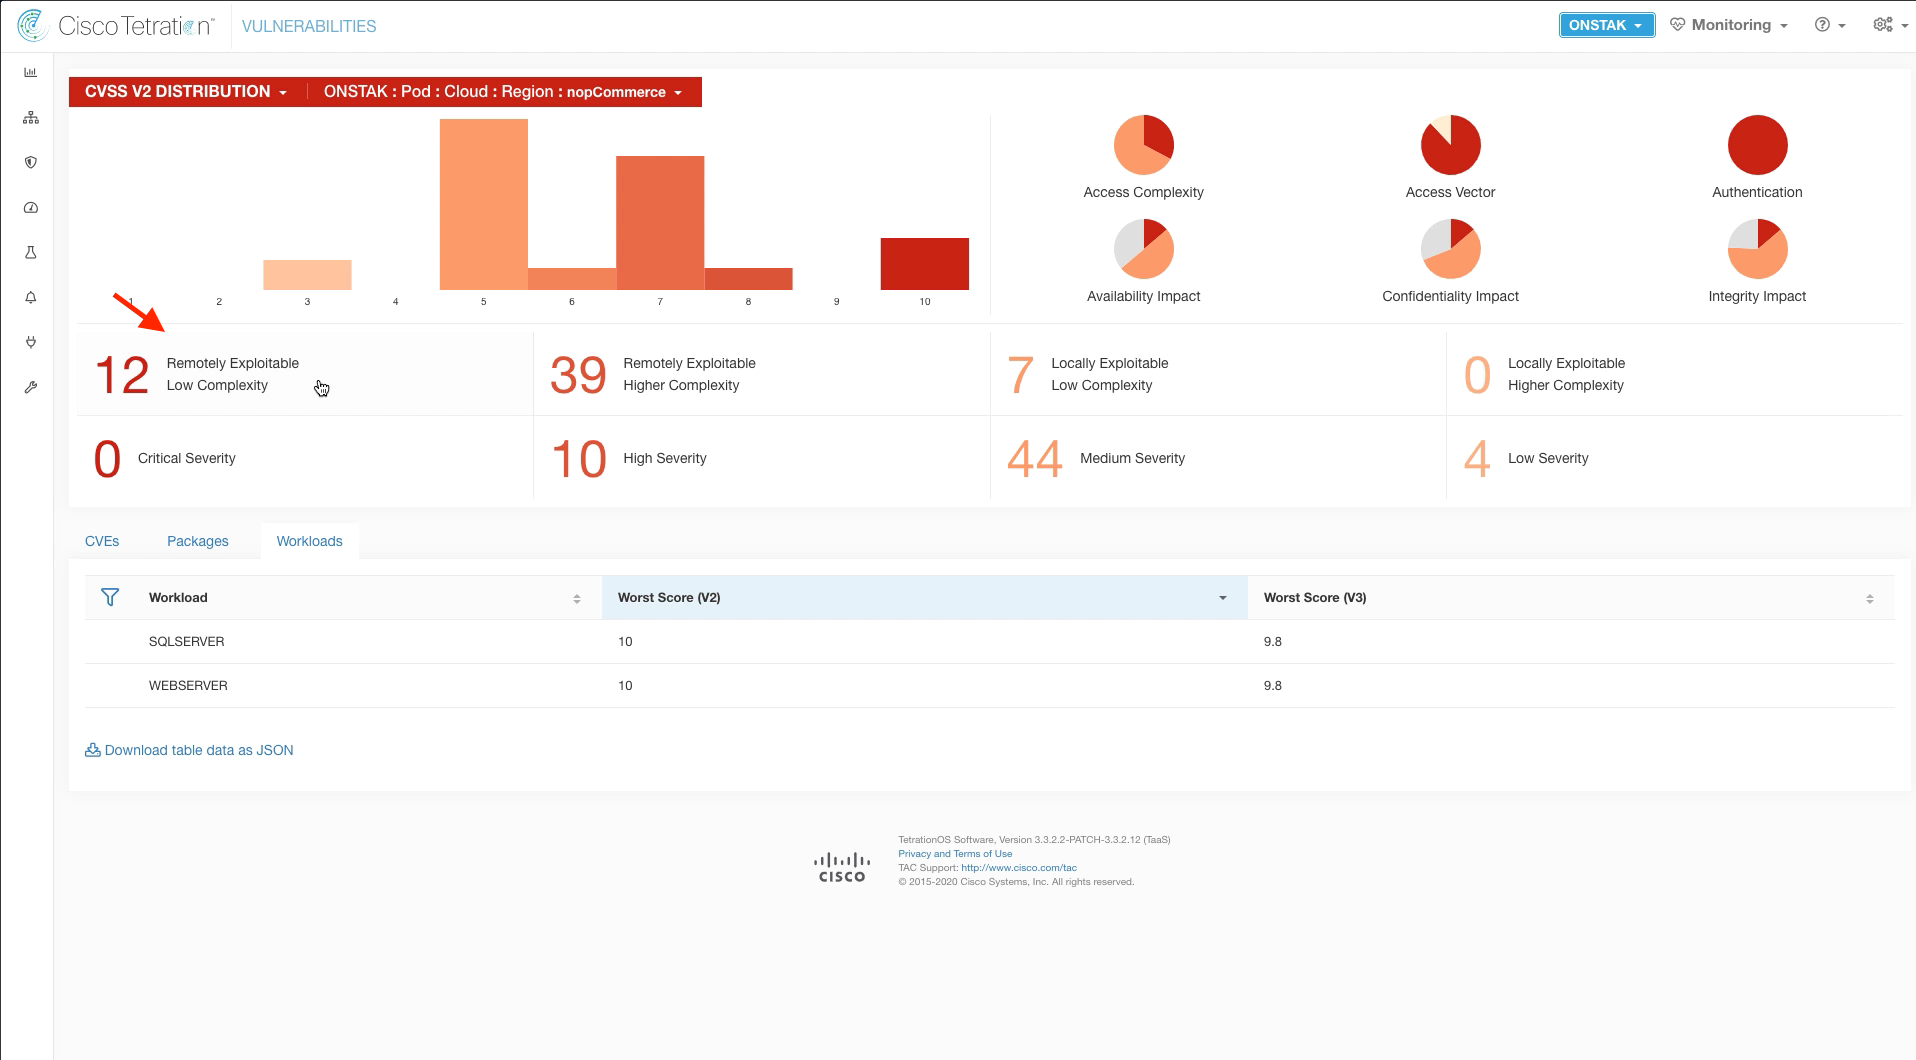 Cisco Tetration™ VULNERABILITIES ONSTAK Monitoring
CVSS V2 DISTRIBUTION ONSTAK : Pod : Cloud : Region : nopCommerce
1 2 3 4 5 6 7 8 9 10
Access Complexity Access Vector Authentication
Availability Impact Confidentiality Impact Integrity Impact
12 Remotely Exploitable
Low Complexity
39 Remotely Exploitable
Higher Complexity
7 Locally Exploitable
Low Complexity
0 Locally Exploitable
Higher Complexity
0 Critical Severity
10 High Severity
44 Medium Severity
4 Low Severity
CVEs Packages Workloads
Workload Worst Score (V2) Worst Score (V3)
SQLSERVER 10 9.8
WEBSERVER 10 9.8
Download table data as JSON
CISCO
TetrationOS Software, Version 3.3.2.2-PATCH-3.3.2.12 (TaaS)
Privacy and Terms of Use
TAC Support: http://www.cisco.com/tac
© 2015-2020 Cisco Systems, Inc. All rights reserved.